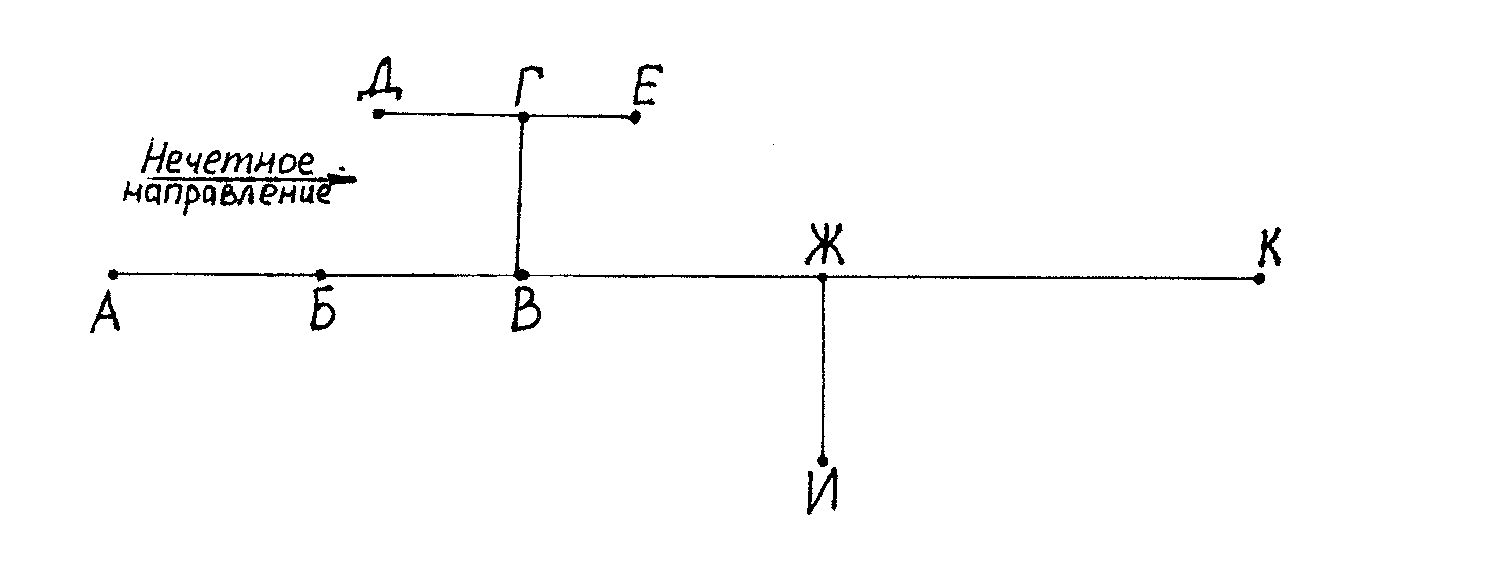 Д Г Е
Нечетное
направление
Ж К
А Б В
И